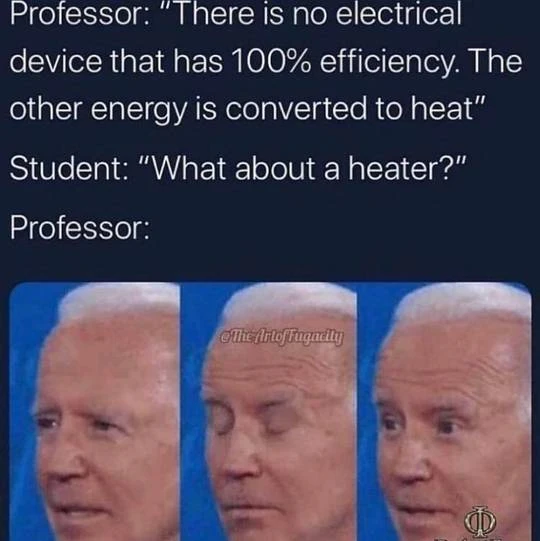 Professor: "There is no electrical
device that has 100% efficiency. The
other energy is converted to heat"
Student: "What about a heater?"
Professor:
@TheArtofFugacity